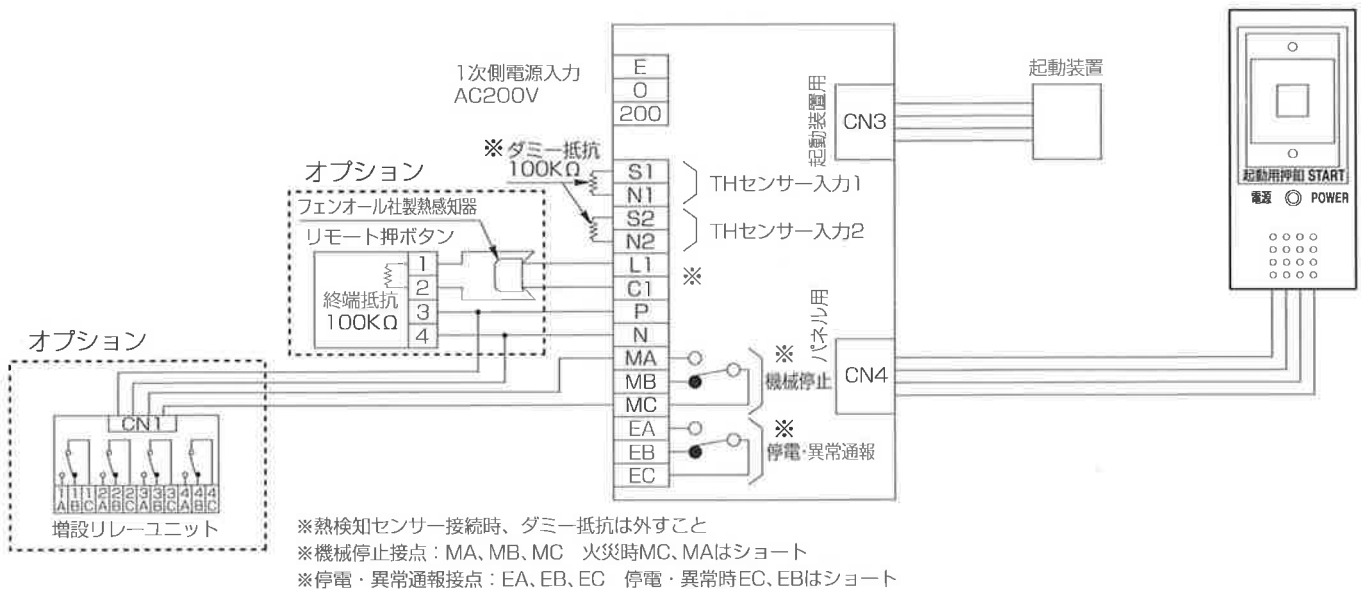 1次側電源入力
AC200V
E
0
200
※ダミー抵抗
100KΩ
S1
N1
S2
N2
L1
C1
P
N
MA
MB
MC
EA
EB
EC
THセンサー入力1
THセンサー入力2
※
※
機械停止
※
停電・異常通報
起動装置用
CN3
起動装置
パネル用
CN4
起動用押釦 START
電源 POWER
オプション
フェンオール社製熱感知器
リモート押ボタン
1
2
3
4
終端抵抗
100KΩ
オプション
CN1
1A 1B 1C 2A 2B 2C 3A 3B 3C 4A 4B 4C
増設リレーユニット
※熱検知センサー接続時、ダミー抵抗は外すこと
※機械停止接点：MA、MB、MC 火災時MC、MAはショート
※停電・異常通報接点：EA、EB、EC 停電・異常時EC、EBはショート